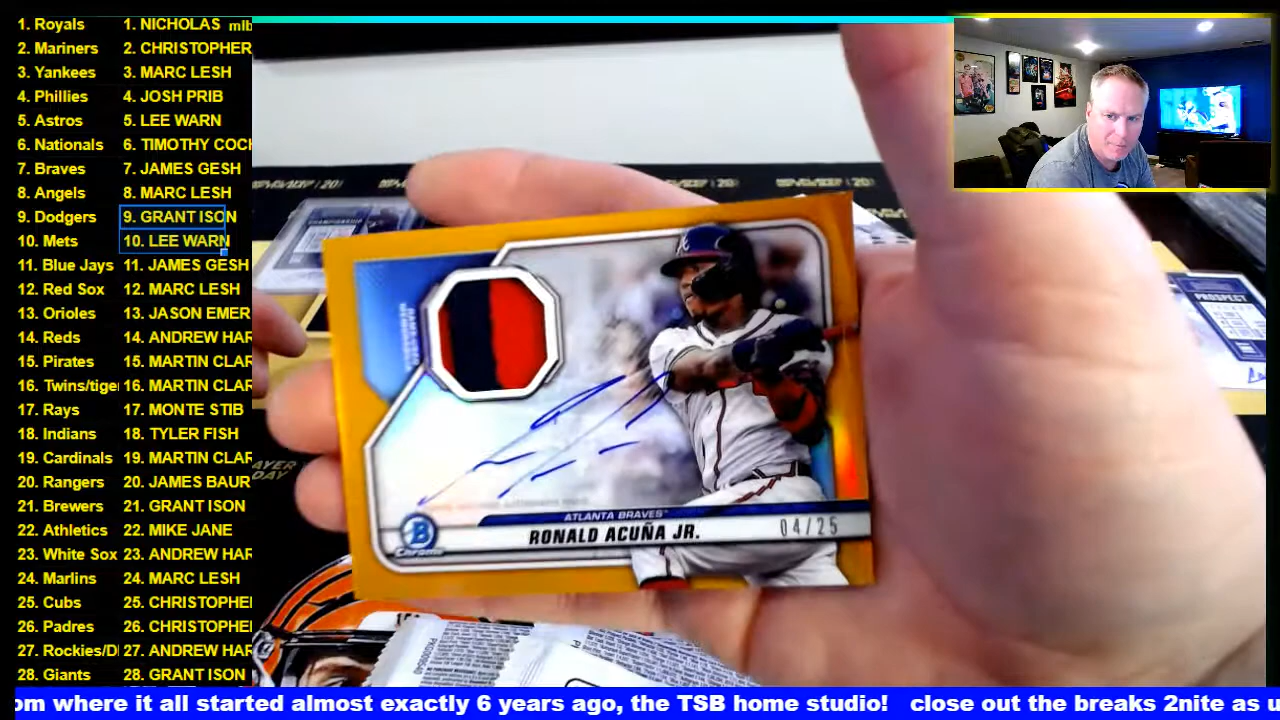 1. Royals 1. NICHOLAS mlb
2. Mariners 2. CHRISTOPHER
3. Yankees 3. MARC LESH
4. Phillies 4. JOSH PRIB
5. Astros 5. LEE WARN
6. Nationals 6. TIMOTHY COCH
7. Braves 7. JAMES GESH
8. Angels 8. MARC LESH
9. Dodgers 9. GRANT ISON
10. Mets 10. LEE WARN
11. Blue Jays 11. JAMES GESH
12. Red Sox 12. MARC LESH
13. Orioles 13. JASON EMER
14. Reds 14. ANDREW HAR
15. Pirates 15. MARTIN CLAR
16. Twins/tige 16. MARTIN CLAR
17. Rays 17. MONTE STIB
18. Indians 18. TYLER FISH
19. Cardinals 19. MARTIN CLAR
20. Rangers 20. JAMES BAUR
21. Brewers 21. GRANT ISON
22. Athletics 22. MIKE JANE
23. White Sox 23. ANDREW HAR
24. Marlins 24. MARC LESH
25. Cubs 25. CHRISTOPHE
26. Padres 26. CHRISTOPHE
27. Rockies/D 27. ANDREW HAR
28. Giants 28. GRANT ISON
PROSPECT
ATLANTA BRAVES
RONALD ACUÑA JR. 04/25
B
Chrome
om where it all started almost exactly 6 years ago, the TSB home studio! close out the breaks 2nite as u